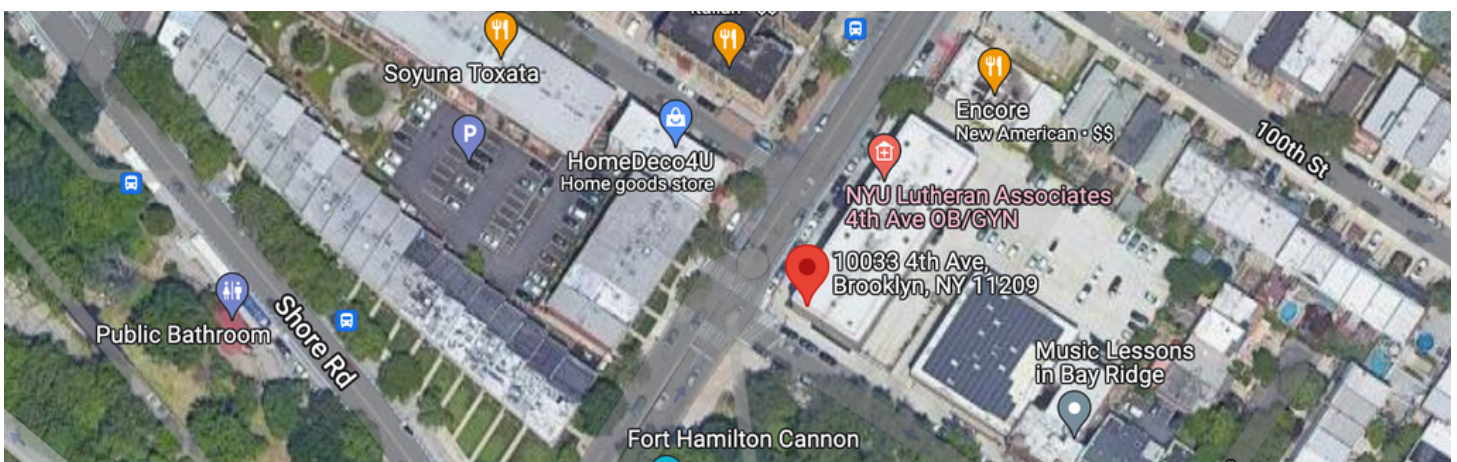 Italian • $$
Soyuna Toxata
P
Encore
New American • $$
100th St
HomeDeco4U
Home goods store
NYU Lutheran Associates
4th Ave OB/GYN
10033 4th Ave,
Brooklyn, NY 11209
Public Bathroom
Shore Rd
Music Lessons
in Bay Ridge
Fort Hamilton Cannon